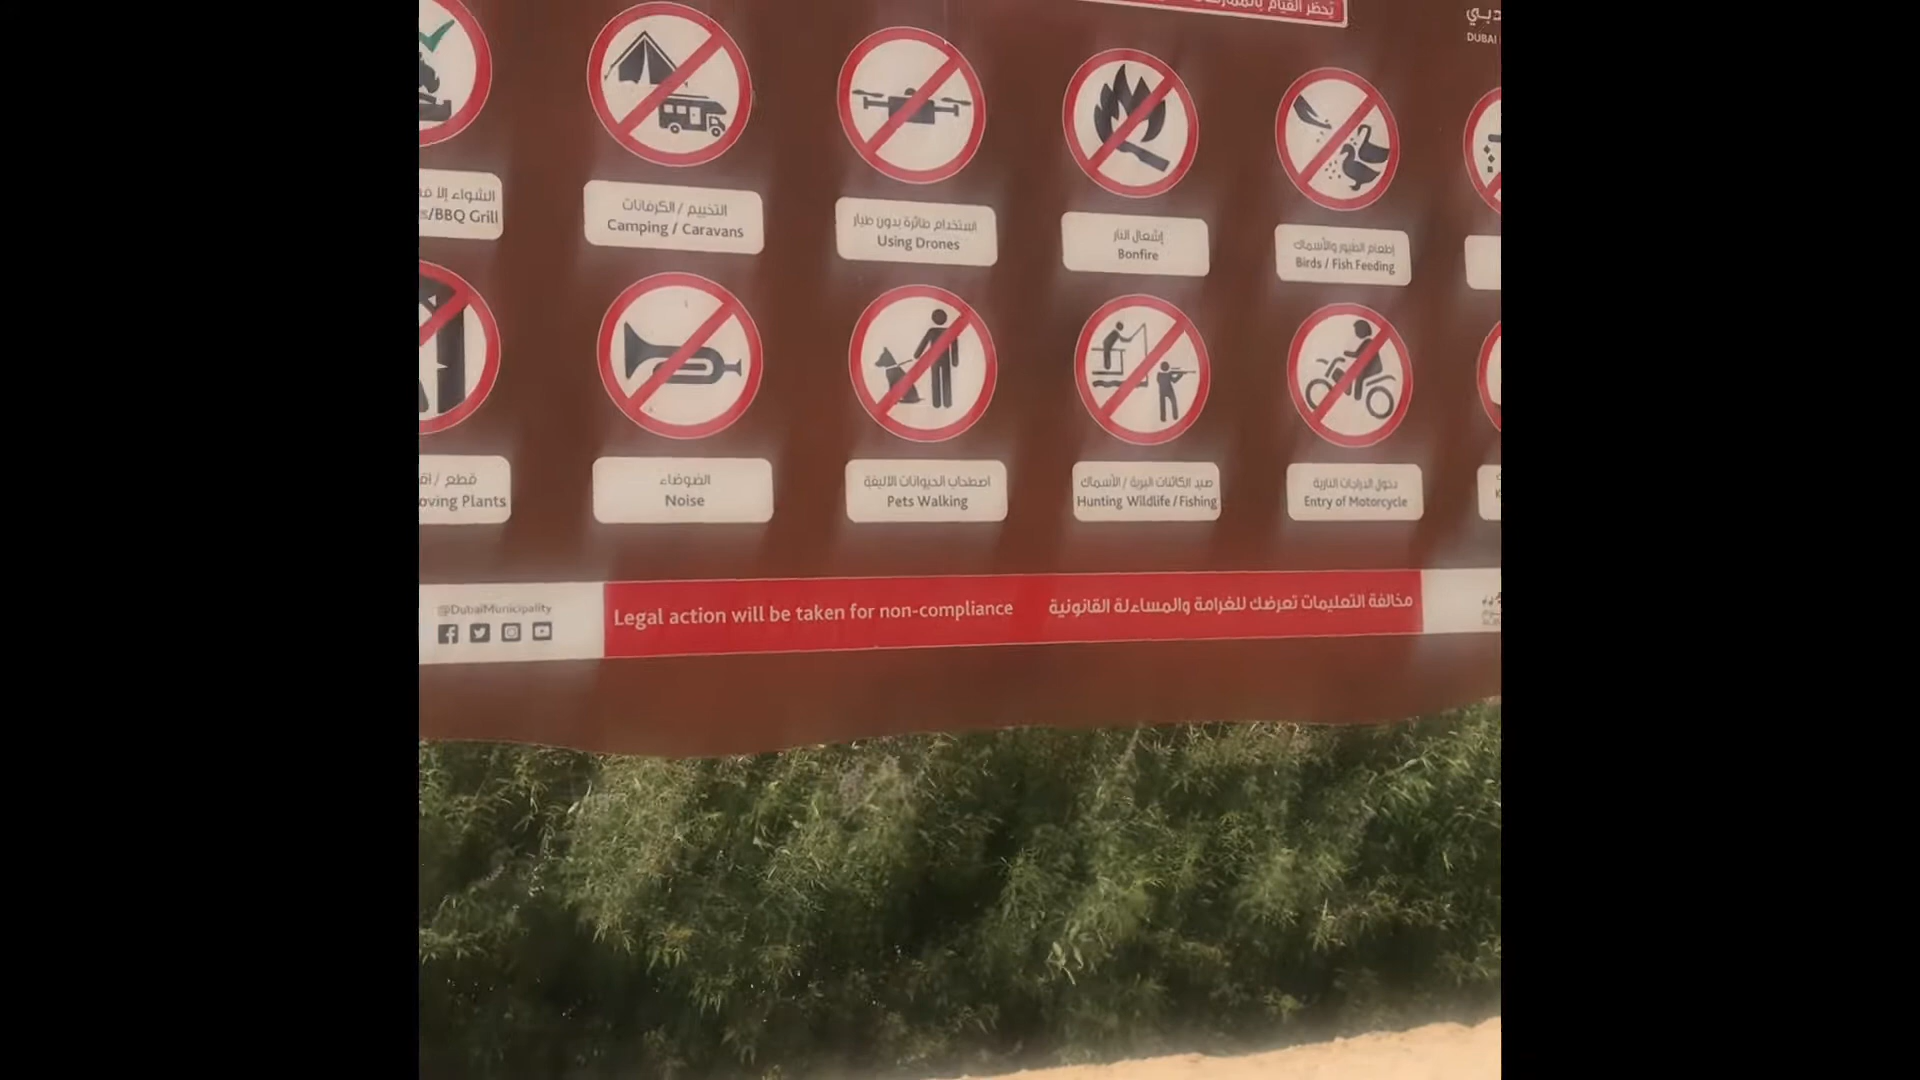 يُحظر القيام
دبي
DUBAI
الشواء إلا
/BBQ Grill
التخييم / الكرفانات
Camping / Caravans
استخدام طائرة بدون طيار
Using Drones
إشعال النار
Bonfire
إطعام الطيور والأسماك
Birds / Fish Feeding
قطع /
oving Plants
الضوضاء
Noise
اصطحاب الحيوانات الأليفة
Pets Walking
صيد الكائنات البرية / الأسماك
Hunting Wildlife / Fishing
دخول الدراجات النارية
Entry of Motorcycle
@DubaiMunicipality
Legal action will be taken for non-compliance
مخالفة التعليمات تعرضك للغرامة والمساءلة القانونية